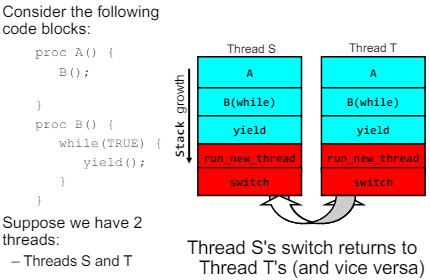 Consider the following
code blocks:
proc A() {
B();
}
proc B() {
while(TRUE) {
yield();
}
}
Suppose we have 2
threads:
– Threads S and T
Thread S
Thread T
Stack growth
A
A
B(while)
B(while)
yield
yield
run_new_thread
run_new_thread
switch
switch
Thread S's switch returns to
Thread T's (and vice versa)